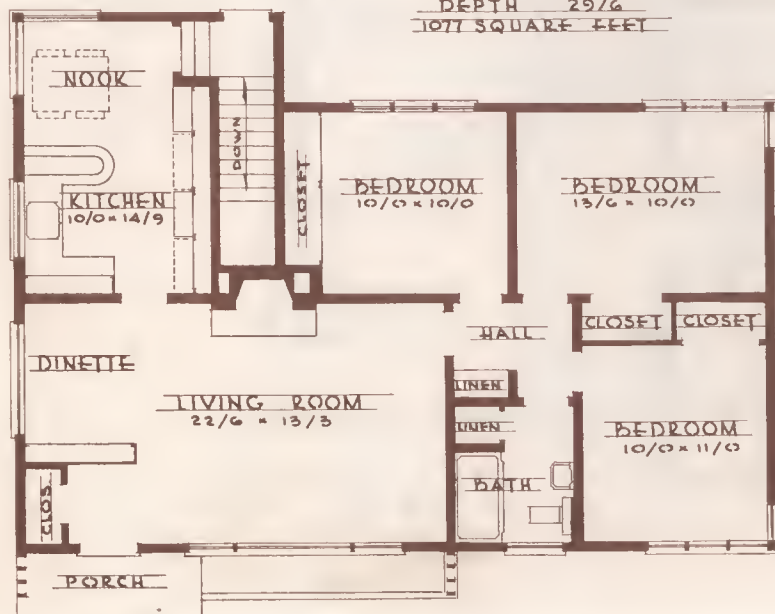 DEPTH 29/6
1077 SQUARE FEET
NOOK
DOWN
KITCHEN
10/0 x 14/9
CLOSET
BEDROOM
10/0 x 10/0
BEDROOM
13/6 x 10/0
DINETTE
HALL
CLOSET
CLOSET
LIVING ROOM
22/6 x 13/3
LINEN
LINEN
BEDROOM
10/0 x 11/0
BATH
CLOS.
PORCH